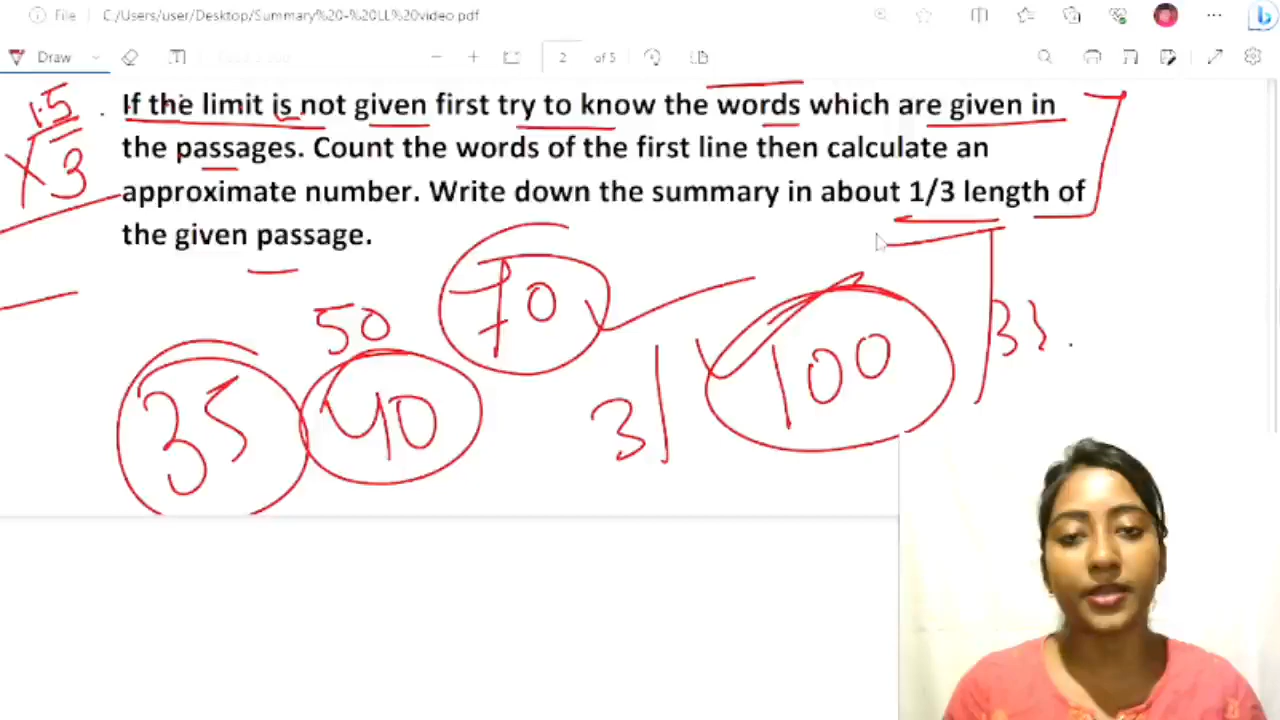 File C:/Users/user/Desktop/Summary%20-%20LL%20video.pdf
Draw 2 of 5
If the limit is not given first try to know the words which are given in
the passages. Count the words of the first line then calculate an
approximate number. Write down the summary in about 1/3 length of
the given passage.
1.5
× 3
50
70
35
40
3
100
33